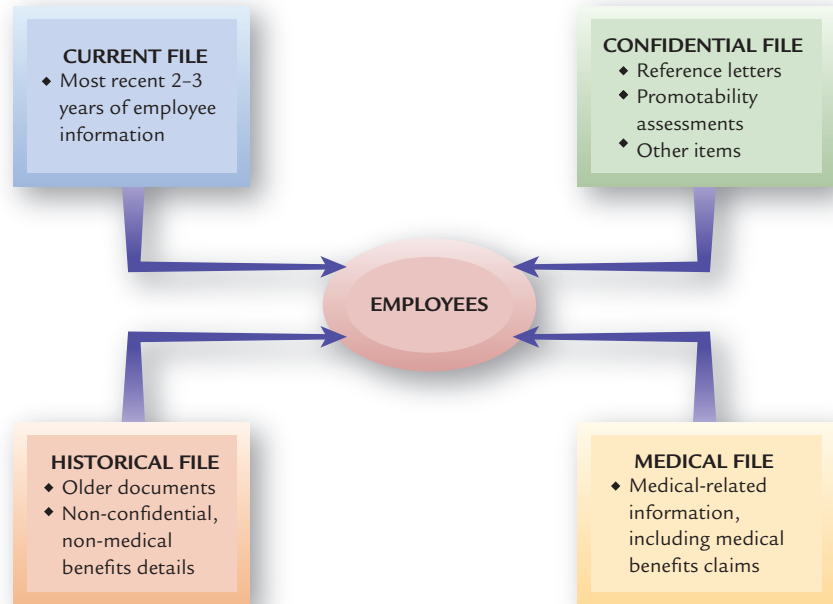 CURRENT FILE
◆ Most recent 2–3
years of employee
information
CONFIDENTIAL FILE
◆ Reference letters
◆ Promotability
assessments
◆ Other items
EMPLOYEES
HISTORICAL FILE
◆ Older documents
◆ Non-confidential,
non-medical
benefits details
MEDICAL FILE
◆ Medical-related
information,
including medical
benefits claims